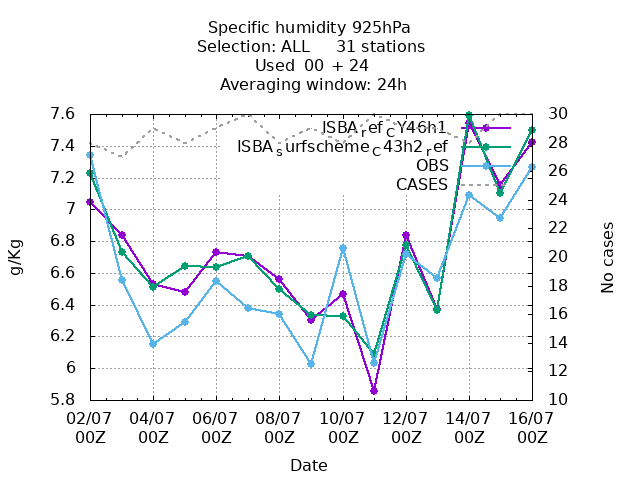 Specific humidity 925hPa
Selection: ALL 31 stations
Used 00 + 24
Averaging window: 24h
7.6 30
ISBA_ref_CY46h1
7.4 28
ISBA_surfscheme_C43h2_ref
OBS 26
7.2
CASES
24
7
22
6.8
20
6.6
18
6.4
16
6.2
14
6
12
5.8 10
g/Kg
No cases
02/07 04/07 06/07 08/07 10/07 12/07 14/07 16/07
00Z 00Z 00Z 00Z 00Z 00Z 00Z 00Z
Date